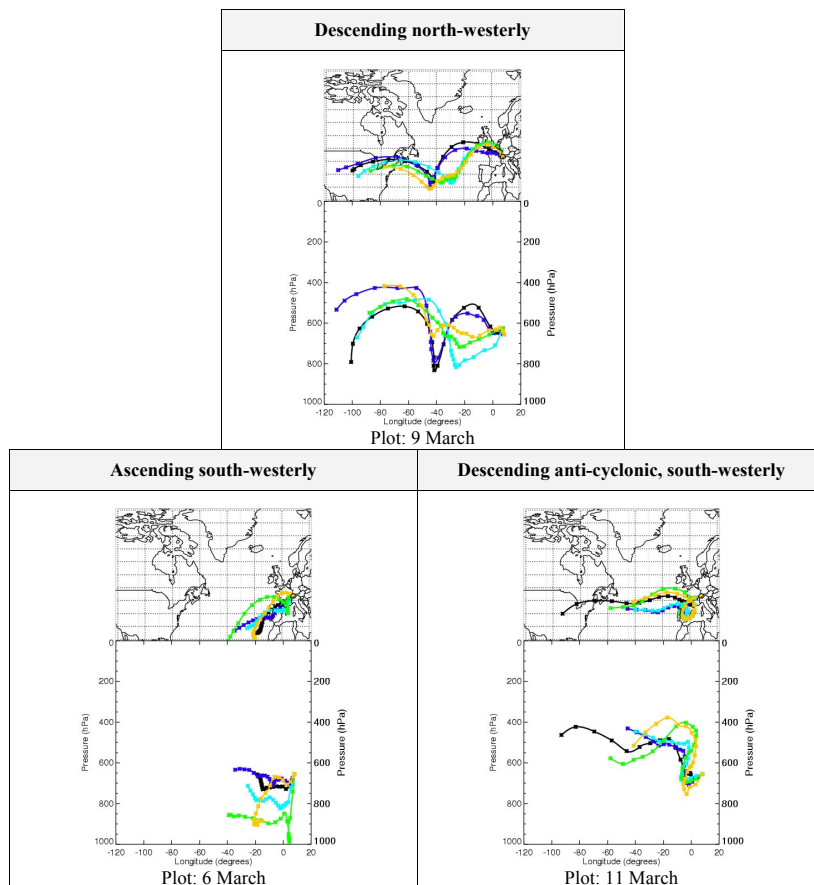 Descending north-westerly
0
0
200
200
400
400
600
600
800
800
1000
1000
Pressure (hPa)
Pressure (hPa)
-120 -100 -80 -60 -40 -20 0 20
Longitude (degrees)
Plot: 9 March
Ascending south-westerly
0
0
200
200
400
400
600
600
800
800
1000
1000
Pressure (hPa)
Pressure (hPa)
-120 -100 -80 -60 -40 -20 0 20
Longitude (degrees)
Plot: 6 March
Descending anti-cyclonic, south-westerly
0
0
200
200
400
400
600
600
800
800
1000
1000
Pressure (hPa)
Pressure (hPa)
-120 -100 -80 -60 -40 -20 0 20
Longitude (degrees)
Plot: 11 March